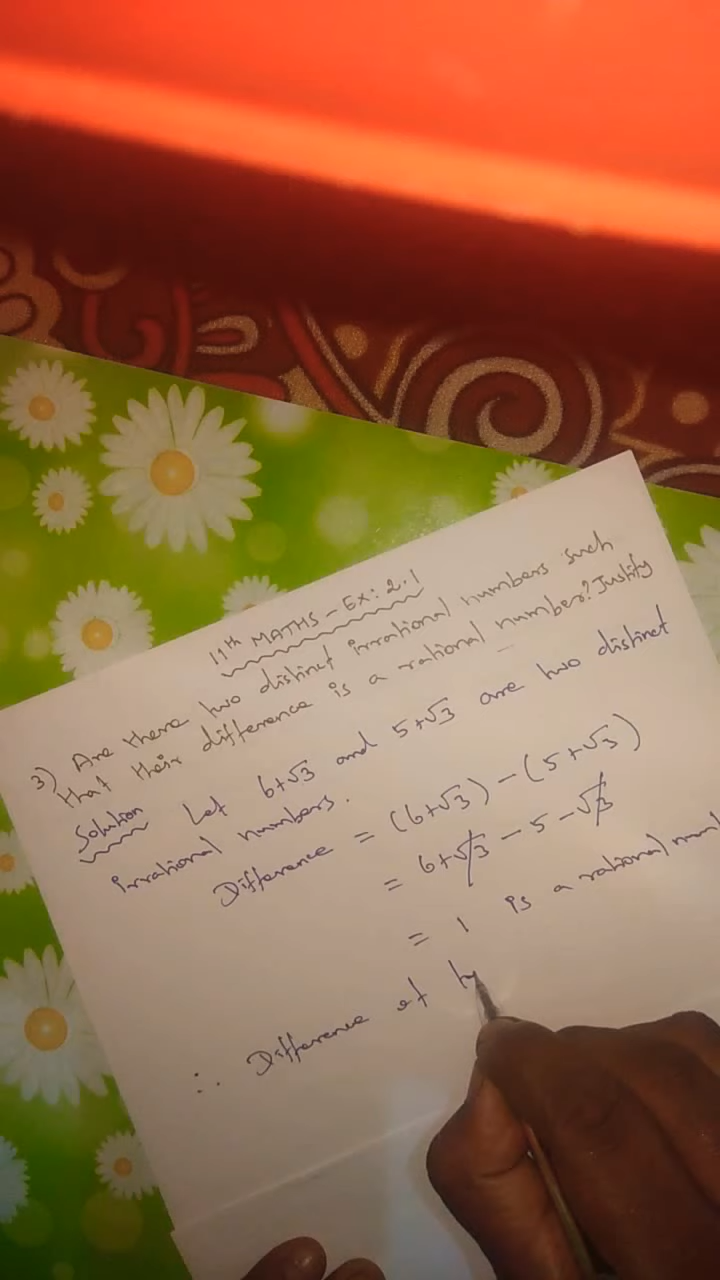 11th MATHS - Ex: 2.1
3) Are there two distinct irrational numbers such
that their difference is a rational number? Justify
Solution Let 6+√3 and 5+√3 are two distinct
irrational numbers.
Difference = (6+√3) - (5+√3)
= 6+√3 - 5 - √3
= 1 is a rational num
∴ Difference of